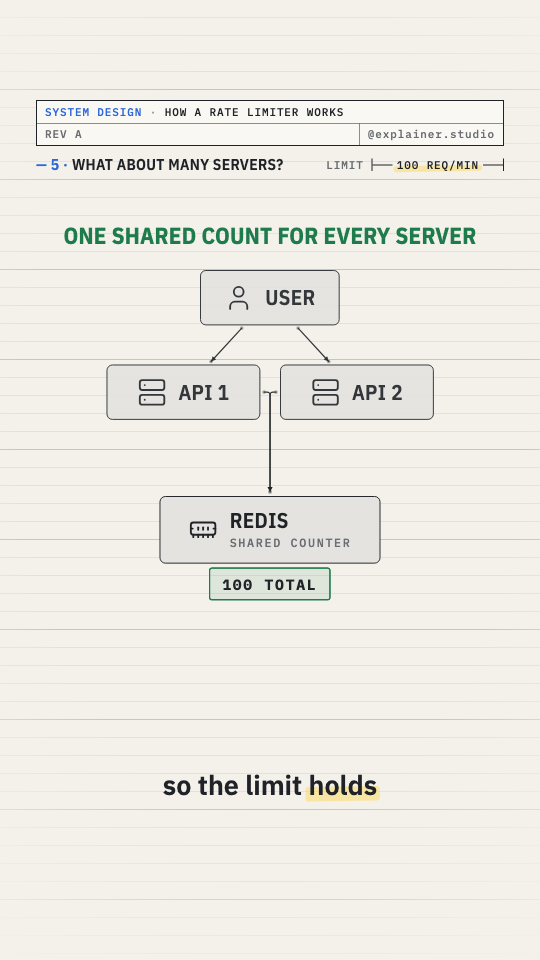 SYSTEM DESIGN · HOW A RATE LIMITER WORKS
REV A @explainer.studio
— 5 · WHAT ABOUT MANY SERVERS? LIMIT 100 REQ/MIN
ONE SHARED COUNT FOR EVERY SERVER
USER
API 1 API 2
REDIS
SHARED COUNTER
100 TOTAL
so the limit holds